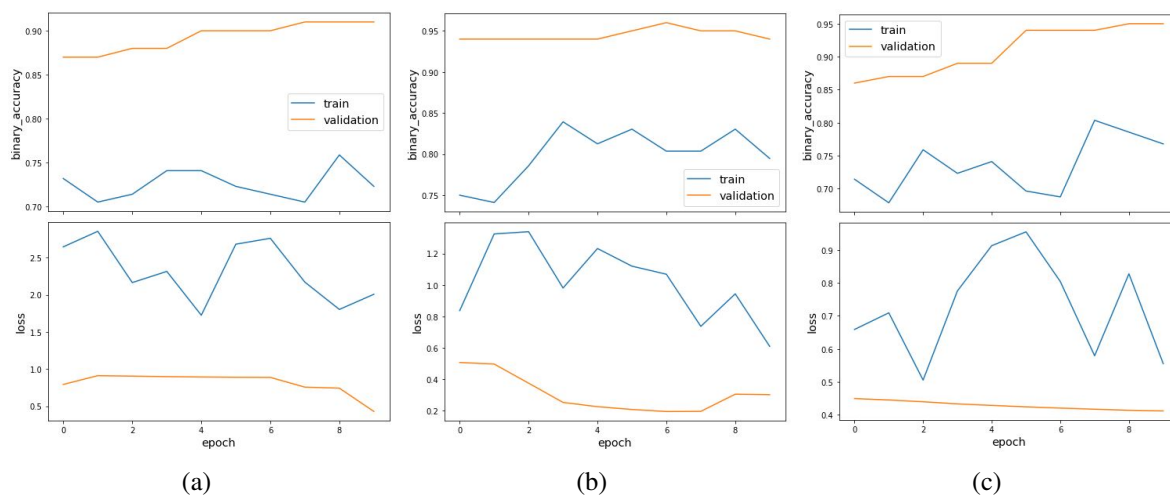 0.90
0.85
0.80
0.75
0.70
binary_accuracy
train
validation
2.5
2.0
1.5
1.0
0.5
loss
0 2 4 6 8
epoch
(a)
0.95
0.90
0.85
0.80
0.75
binary_accuracy
train
validation
1.2
1.0
0.8
0.6
0.4
0.2
loss
0 2 4 6 8
epoch
(b)
0.95
0.90
0.85
0.80
0.75
0.70
binary_accuracy
train
validation
0.9
0.8
0.7
0.6
0.5
0.4
loss
0 2 4 6 8
epoch
(c)